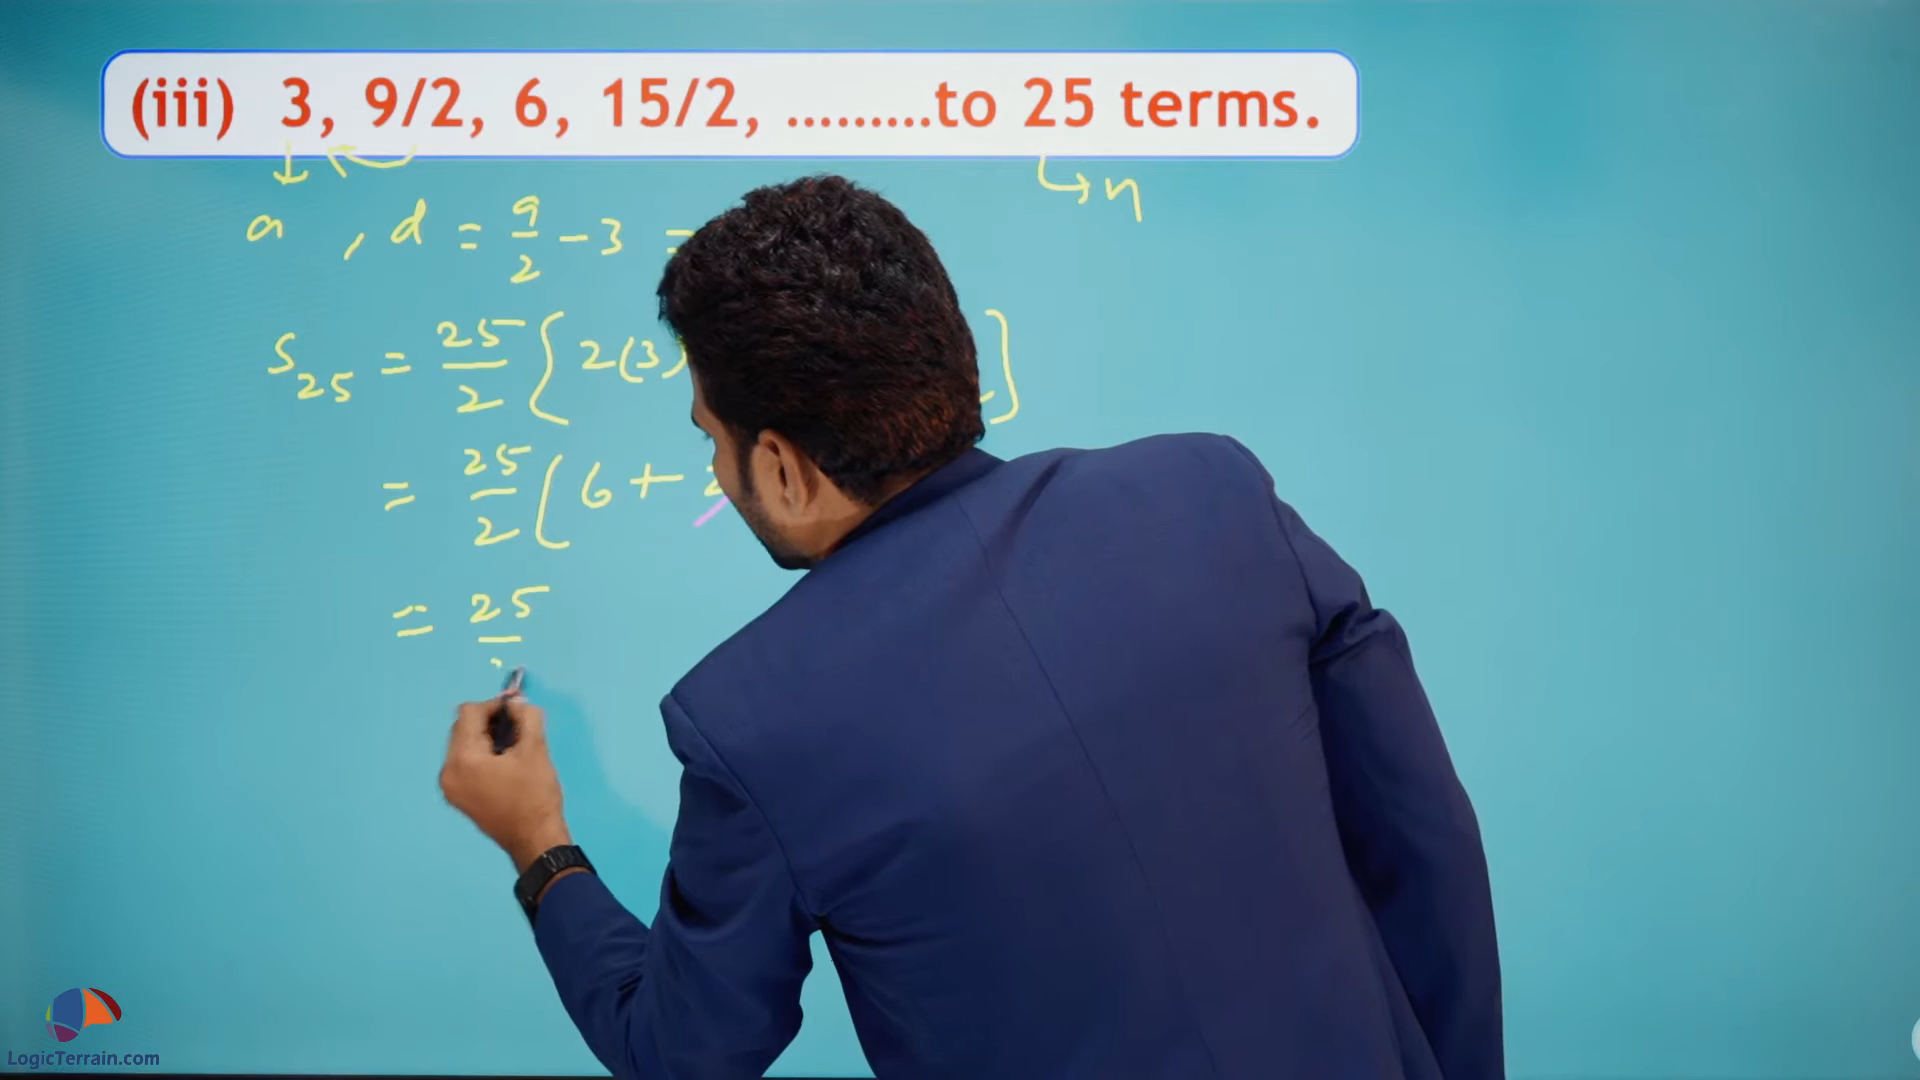 (iii) 3, 9/2, 6, 15/2, .........to 25 terms.
n
a , d = 9/2 - 3 =
S25 = 25/2 [ 2(3) ]
= 25/2 ( 6 +
= 25
LogicTerrain.com